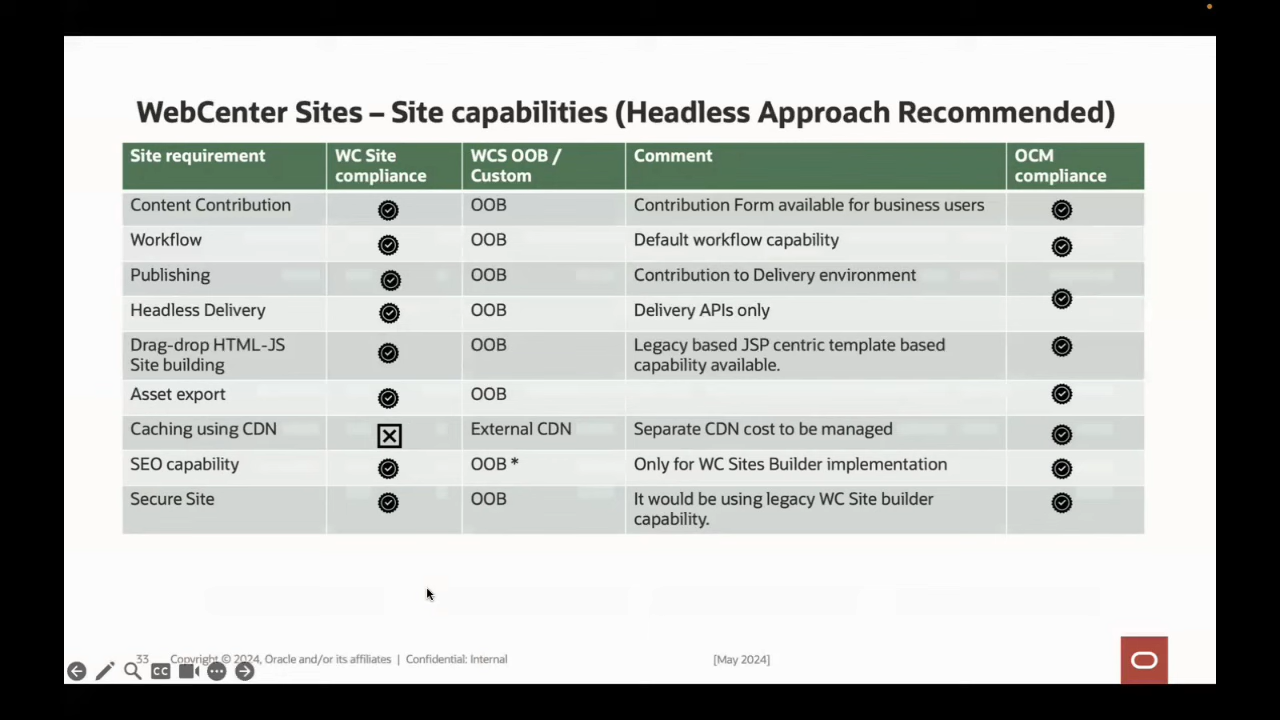 WebCenter Sites – Site capabilities (Headless Approach Recommended)
Site requirement
WC Site
compliance
WCS OOB /
Custom
Comment
OCM
compliance
Content Contribution
OOB
Contribution Form available for business users
Workflow
OOB
Default workflow capability
Publishing
OOB
Contribution to Delivery environment
Headless Delivery
OOB
Delivery APIs only
Drag-drop HTML-JS
Site building
OOB
Legacy based JSP centric template based
capability available.
Asset export
OOB
Caching using CDN
External CDN
Separate CDN cost to be managed
SEO capability
OOB *
Only for WC Sites Builder implementation
Secure Site
OOB
It would be using legacy WC Site builder
capability.
33
Copyright © 2024, Oracle and/or its affiliates | Confidential: Internal
[May 2024]
CC